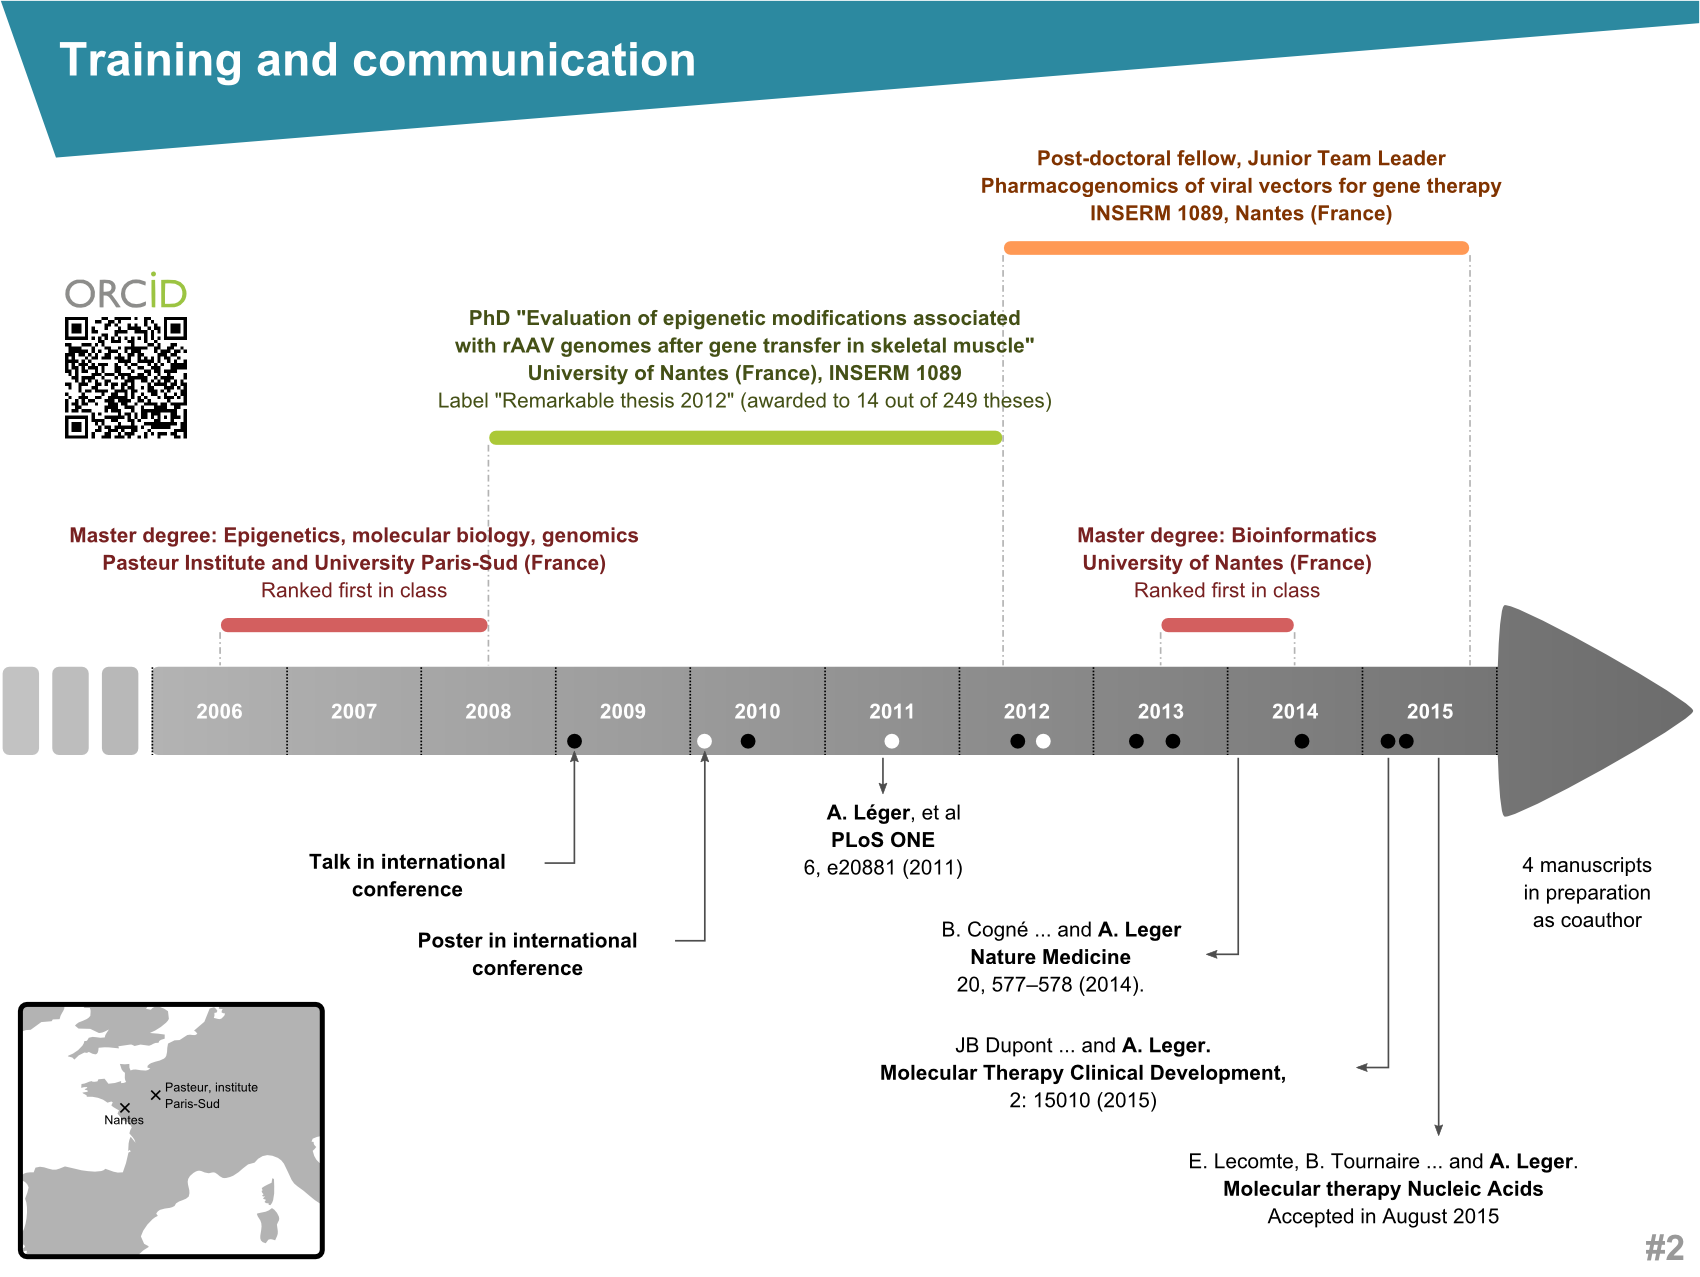 Training and communication
Post-doctoral fellow, Junior Team Leader
Pharmacogenomics of viral vectors for gene therapy
INSERM 1089, Nantes (France)
ORCiD
PhD "Evaluation of epigenetic modifications associated
with rAAV genomes after gene transfer in skeletal muscle"
University of Nantes (France), INSERM 1089
Label "Remarkable thesis 2012" (awarded to 14 out of 249 theses)
Master degree: Epigenetics, molecular biology, genomics
Pasteur Institute and University Paris-Sud (France)
Ranked first in class
Master degree: Bioinformatics
University of Nantes (France)
Ranked first in class
2006 2007 2008 2009 2010 2011 2012 2013 2014 2015
Talk in international
conference
Poster in international
conference
A. Léger, et al
PLoS ONE
6, e20881 (2011)
B. Cogné ... and A. Leger
Nature Medicine
20, 577–578 (2014).
JB Dupont ... and A. Leger.
Molecular Therapy Clinical Development,
2: 15010 (2015)
E. Lecomte, B. Tournaire ... and A. Leger.
Molecular therapy Nucleic Acids
Accepted in August 2015
4 manuscripts
in preparation
as coauthor
Pasteur, institute
Paris-Sud
Nantes
#2